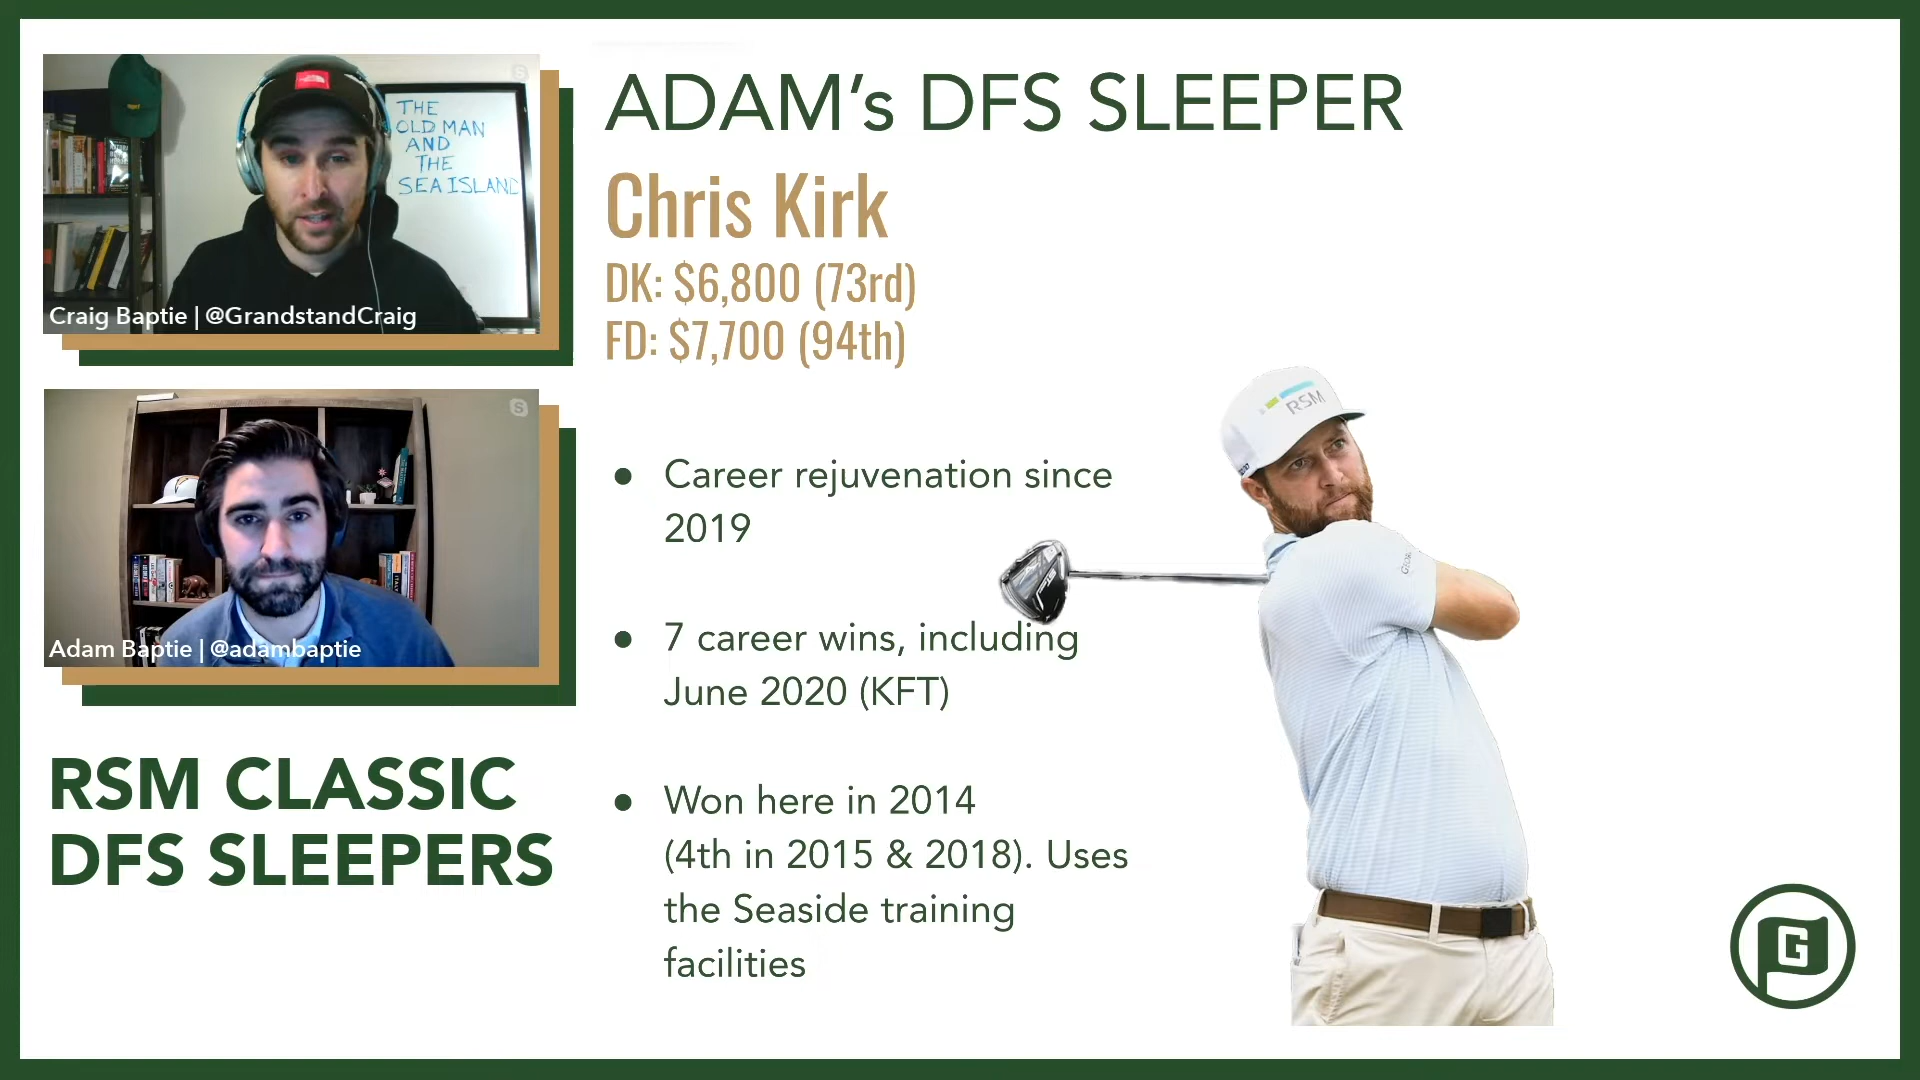 THE
OLD MAN
AND
THE
SEA ISLAND
Craig Baptie | @GrandstandCraig
Adam Baptie | @adambaptie
RSM CLASSIC
DFS SLEEPERS
ADAM's DFS SLEEPER
Chris Kirk
DK: $6,800 (73rd)
FD: $7,700 (94th)
● Career rejuvenation since
2019
● 7 career wins, including
June 2020 (KFT)
● Won here in 2014
(4th in 2015 & 2018). Uses
the Seaside training
facilities
RSM
G